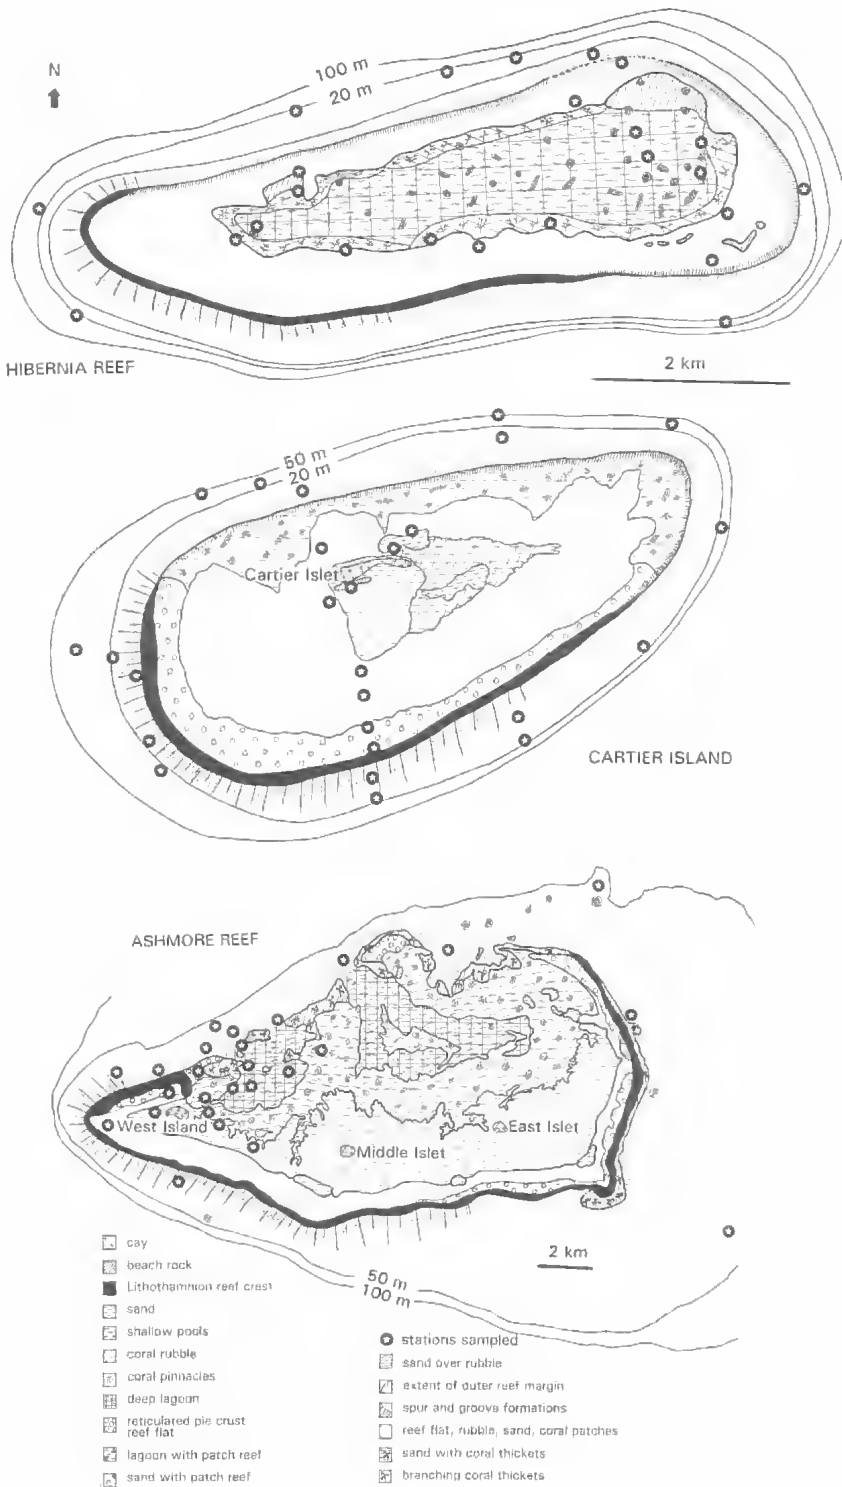 N
100 m
20 m
HIBERNIA REEF
2 km
50 m
20 m
Cartier Islet
CARTIER ISLAND
ASHMORE REEF
West Island
Middle Islet
East Islet
2 km
50 m
100 m
cay
beach rock
Lithothamnion reef crest
sand
shallow pools
coral rubble
coral pinnacles
deep lagoon
reticulared pie crust
reef flat
lagoon with patch reef
sand with patch reef
stations sampled
sand over rubble
extent of outer reef margin
spur and groove formations
reef flat, rubble, sand, coral patches
sand with coral thickets
branching coral thickets